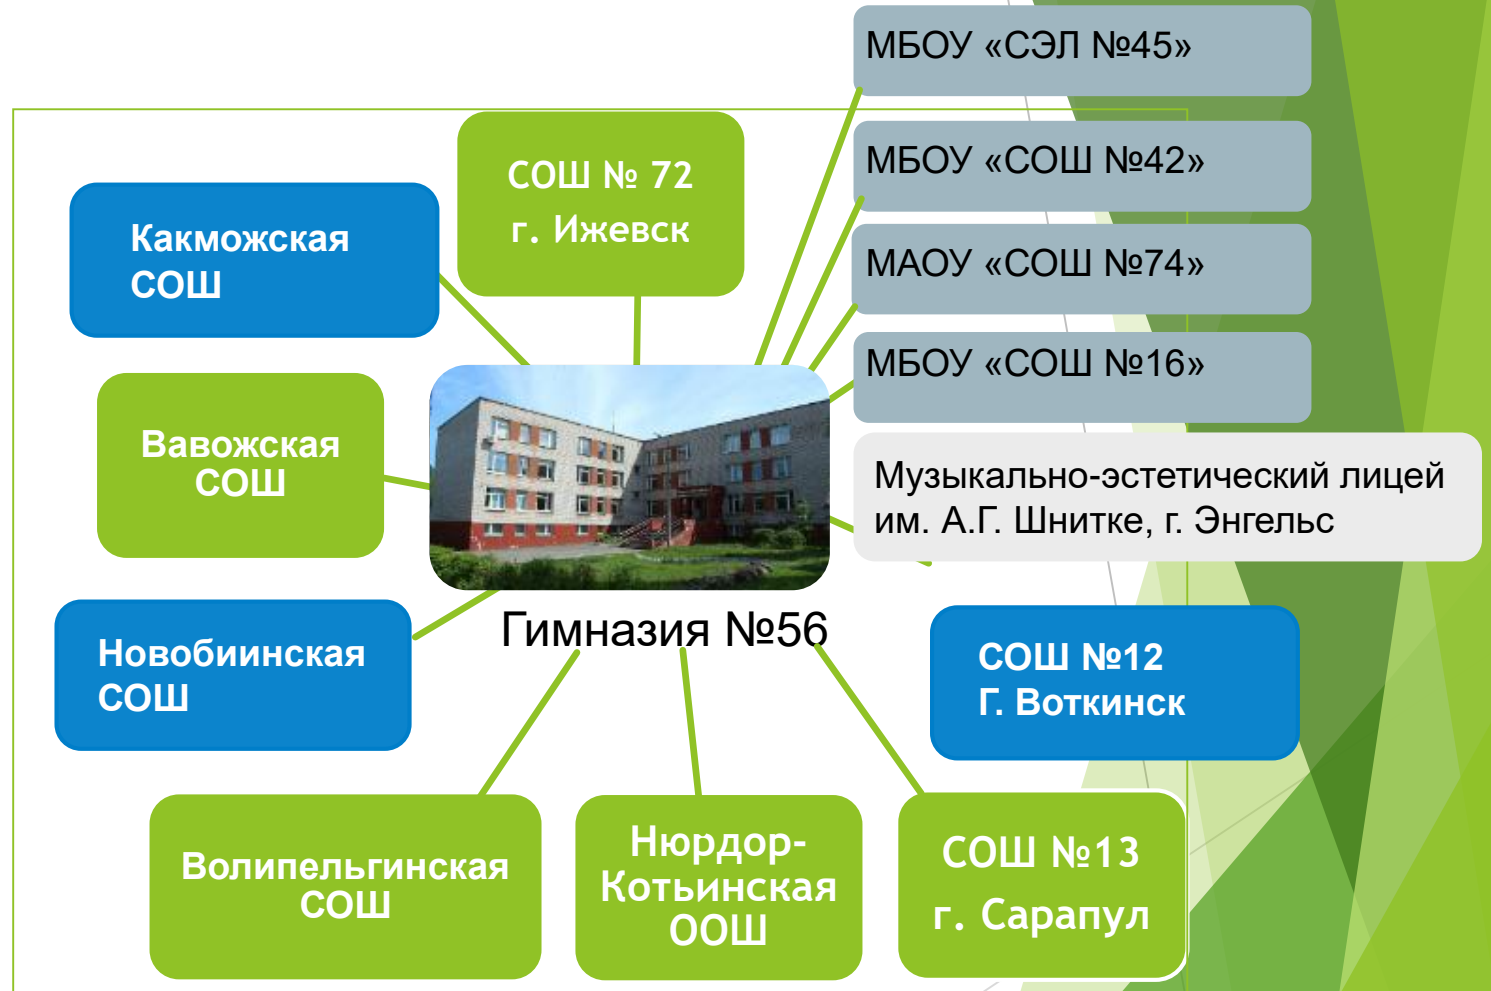 МБОУ «СЭЛ №45»
МБОУ «СОШ №42»
МАОУ «СОШ №74»
МБОУ «СОШ №16»
Музыкально-эстетический лицей
им. А.Г. Шнитке, г. Энгельс
СОШ № 72
г. Ижевск
Какможская
СОШ
Вавожская
СОШ
Новобиинская
СОШ
Гимназия №56
СОШ №12
Г. Воткинск
Волипельгинская
СОШ
Нюрдор-
Котьинская
ООШ
СОШ №13
г. Сарапул